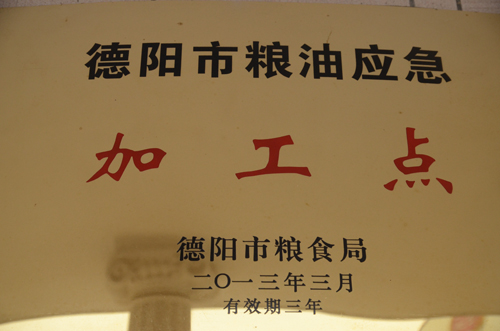 德阳市粮油应急
加工点
德阳市粮食局
二〇一三年三月
有效期三年